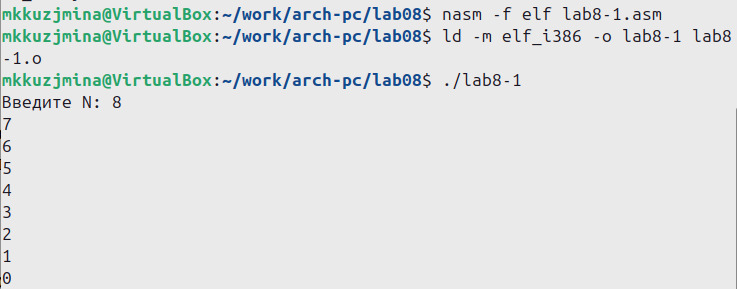 mkkuzjmina@VirtualBox:~/work/arch-pc/lab08$ nasm -f elf lab8-1.asm
mkkuzjmina@VirtualBox:~/work/arch-pc/lab08$ ld -m elf_i386 -o lab8-1 lab8
-1.o
mkkuzjmina@VirtualBox:~/work/arch-pc/lab08$ ./lab8-1
Введите N: 8
7
6
5
4
3
2
1
0